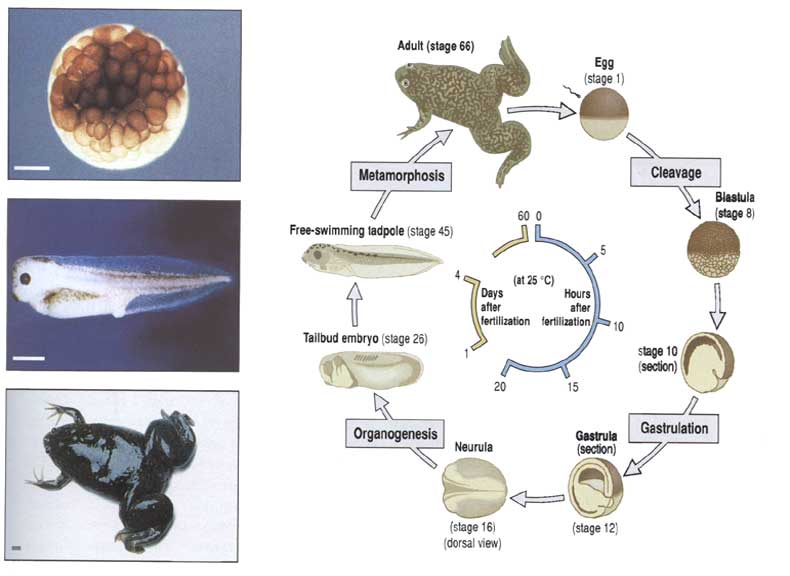 Adult (stage 66)
Egg
(stage 1)
Cleavage
Blastula
(stage 8)
stage 10
(section)
Gastrulation
Gastrula
(section)
(stage 12)
Neurula
(stage 16)
(dorsal view)
Organogenesis
Tailbud embryo (stage 26)
Free-swimming tadpole (stage 45)
Metamorphosis
60 0
5
10
15
20
1
4
(at 25 °C)
Days
after
fertilization
Hours
after
fertilization